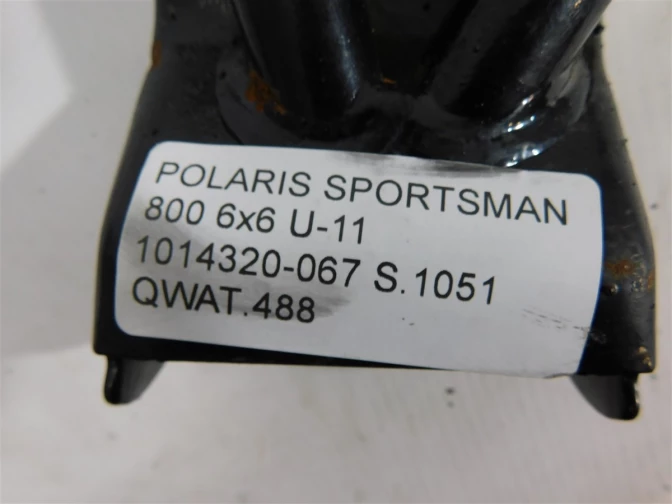 POLARIS SPORTSMAN
800 6x6 U-11
1014320-067 S.1051
QWAT.488